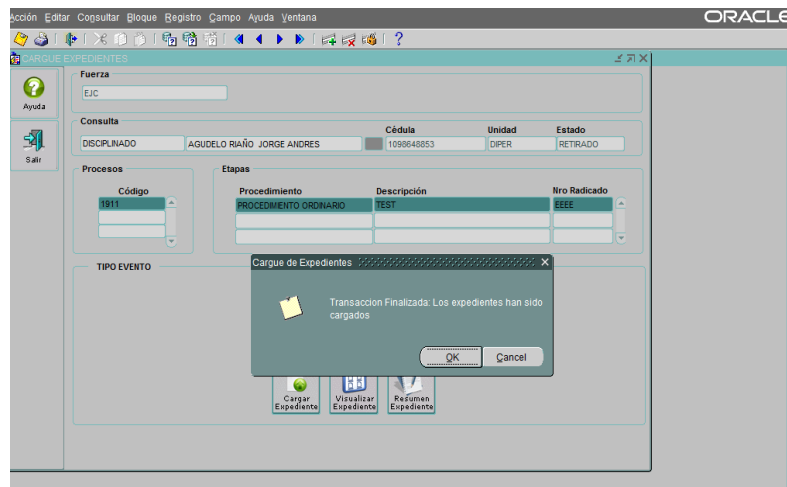 Acción Editar Consultar Bloque Registro Campo Ayuda Ventana
ORACLE
CARGUE EXPEDIENTES
Ayuda
Salir
Fuerza
EJC
Consulta
Cédula Unidad Estado
DISCIPLINADO AGUDELO RIAÑO JORGE ANDRES 1098648853 DIPER RETIRADO
Procesos
Código
1911
Etapas
Procedimiento Descripción Nro Radicado
PROCEDIMIENTO ORDINARIO TEST EEEE
TIPO EVENTO
Cargue de Expedientes
Transaccion Finalizada: Los expedientes han sido
cargados
OK Cancel
Cargar Visualizar Resumen
Expediente Expediente Expediente